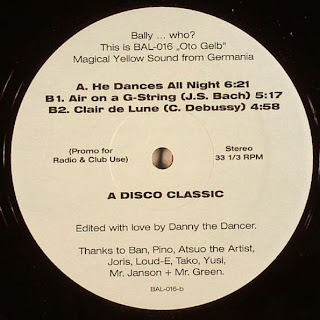 Bally ... who?
This is BAL-016 „Oto Gelb"
Magical Yellow Sound from Germania
A. He Dances All Night 6:21
B1. Air on a G-String (J.S. Bach) 5:17
B2. Clair de Lune (C. Debussy) 4:58
(Promo for
Radio & Club Use)
Stereo
33 1/3 RPM
A DISCO CLASSIC
Edited with love by Danny the Dancer.
Thanks to Ban, Pino, Atsuo the Artist,
Joris, Loud-E, Tako, Yusi,
Mr. Janson + Mr. Green.
BAL-016-b